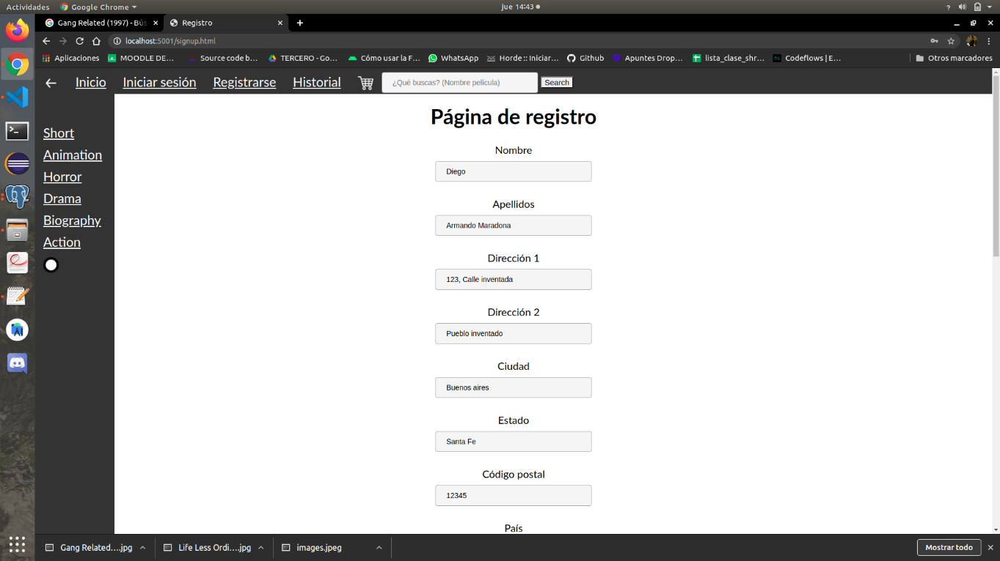 Actividades Google Chrome jue 14:43
Gang Related (1997) - Bús Registro
localhost:5001/signup.html
Aplicaciones MOODLE DE... Source code b... TERCERO - Go... Cómo usar la F... WhatsApp Horde :: Iniciar... Github Apuntes Drop... lista_clase_shr... Codeflows | E... Otros marcadores
Inicio Iniciar sesión Registrarse Historial ¿Qué buscas? (Nombre película) Search
Short
Animation
Horror
Drama
Biography
Action
Página de registro
Nombre
Diego
Apellidos
Armando Maradona
Dirección 1
123, Calle inventada
Dirección 2
Pueblo inventado
Ciudad
Buenos aires
Estado
Santa Fe
Código postal
12345
País
Gang Related....jpg Life Less Ordi....jpg images.jpeg Mostrar todo